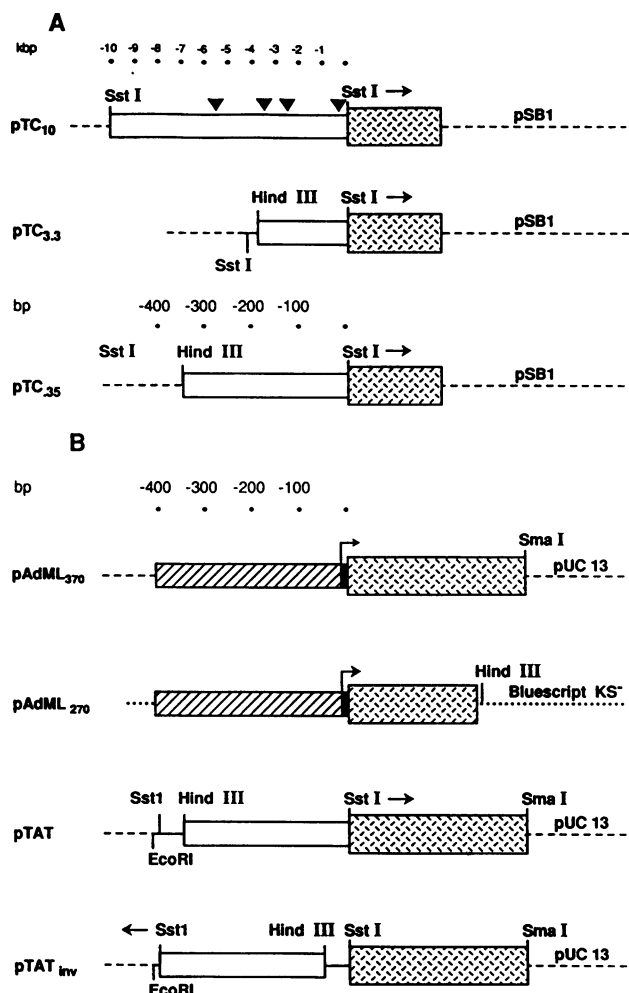 A
kbp -10 -9 -8 -7 -6 -5 -4 -3 -2 -1
Sst I Sst I →
pTC10 pSB1
Hind III Sst I →
pTC3.3 pSB1
Sst I
bp -400 -300 -200 -100
Sst I Hind III Sst I →
pTC.35 pSB1
B
bp -400 -300 -200 -100
Sma I
pAdML370 pUC 13
Hind III
pAdML 270 Bluescript KS-
Sst1 Hind III Sst I → Sma I
pTAT pUC 13
EcoRI
← Sst1 Hind III Sst I Sma I
pTAT inv pUC 13
EcoRI